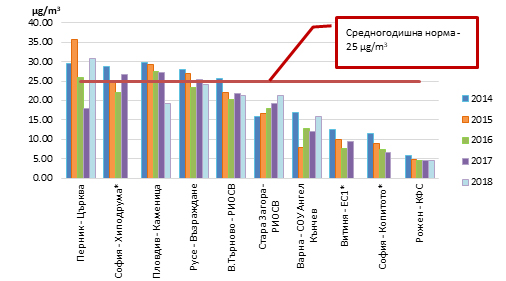 µg/m³
40.00
35.00
30.00
25.00
20.00
15.00
10.00
5.00
0.00
Средногодишна норма -
25 µg/m³
2014
2015
2016
2017
2018
Перник - Църква
София - Хиподрума*
Пловдив - Каменица
Русе - Възраждане
В.Търново - РИОСВ
Стара Загора-
РИОСВ
Варна - СОУ Ангел
Кънчев
Витиня - ЕС1*
София - Копитото*
Рожен - КФС